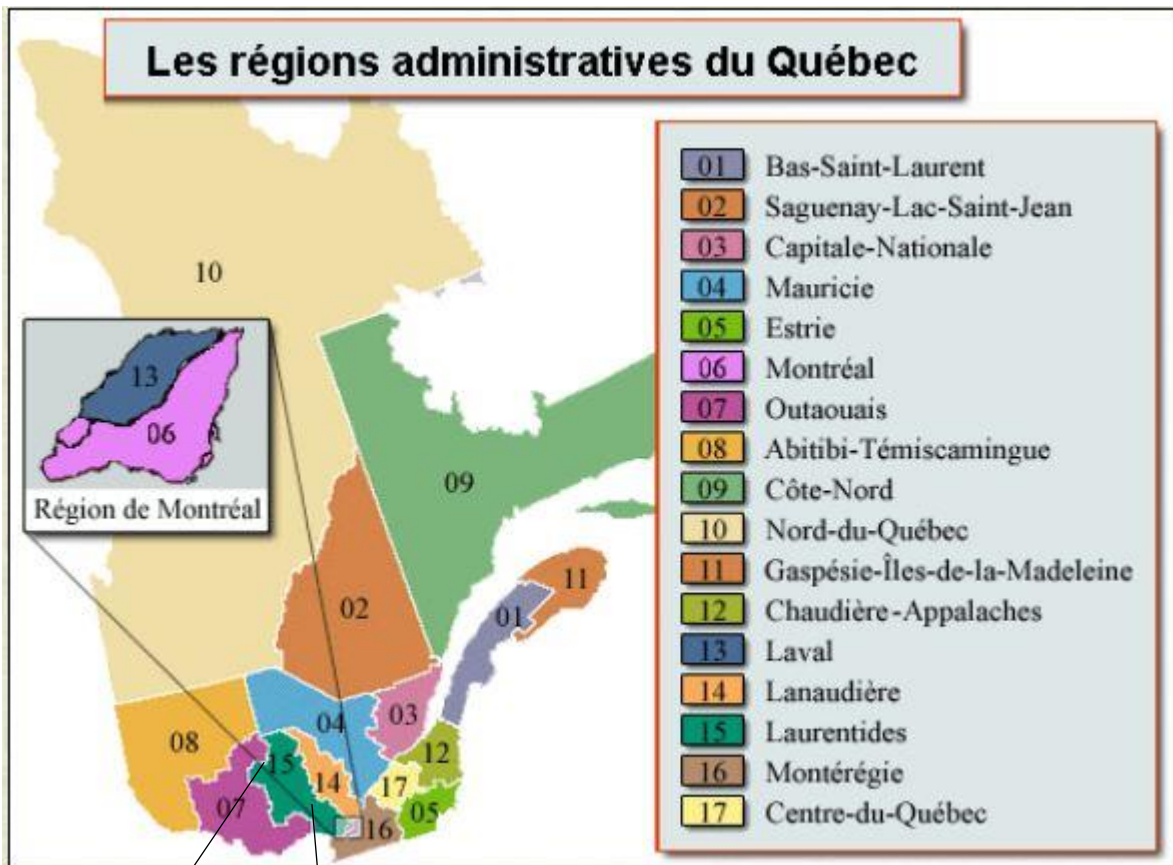 Les régions administratives du Québec
01 Bas-Saint-Laurent
02 Saguenay-Lac-Saint-Jean
03 Capitale-Nationale
04 Mauricie
05 Estrie
06 Montréal
07 Outaouais
08 Abitibi-Témiscamingue
09 Côte-Nord
10 Nord-du-Québec
11 Gaspésie-Îles-de-la-Madeleine
12 Chaudière-Appalaches
13 Laval
14 Lanaudière
15 Laurentides
16 Montérégie
17 Centre-du-Québec
10
13
06
Région de Montréal
09
11
02
01
04
03
08
12
15
14
17
07
05
16